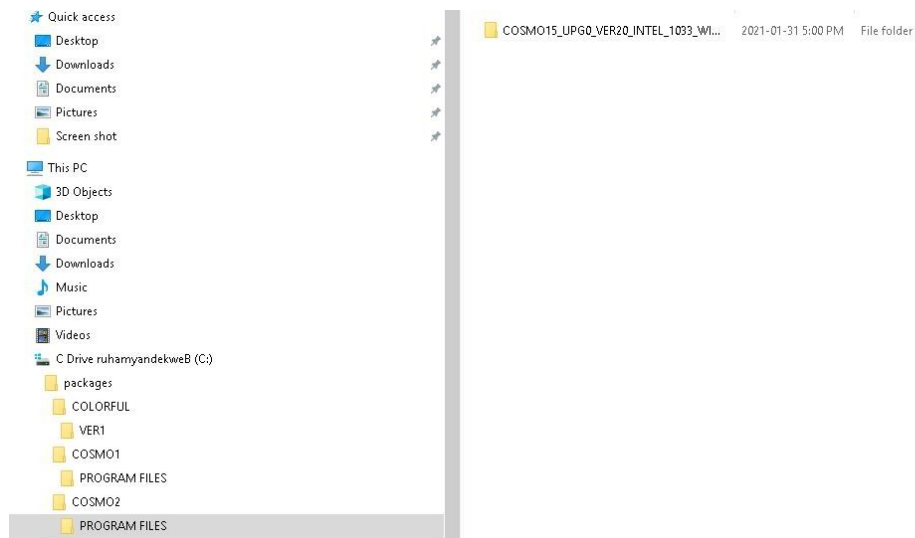 Quick access
Desktop
Downloads
Documents
Pictures
Screen shot
This PC
3D Objects
Desktop
Documents
Downloads
Music
Pictures
Videos
C Drive ruhamyandekweB (C:)
packages
COLORFUL
VER1
COSMO1
PROGRAM FILES
COSMO2
PROGRAM FILES
COSMO15_UPG0_VER20_INTEL_1033_WI... 2021-01-31 5:00 PM File folder